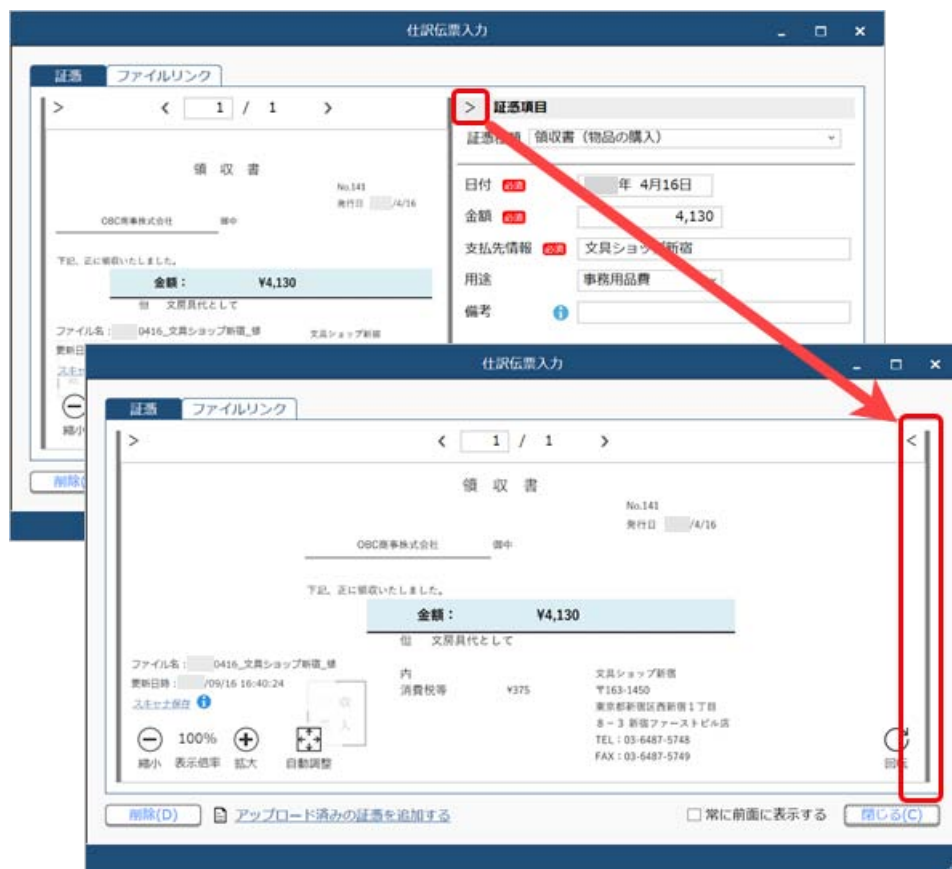 仕訳伝票入力
証憑 ファイルリンク
> < 1 / 1 > > 証憑項目
領収書（物品の購入）
領 収 書
No.141
発行日 /4/16
日付 必須 年 4月16日
OBC商事株式会社 御中
金額 必須 4,130
下記、正に領収いたしました。
支払先情報 必須 文具ショップ新宿
金額： ¥4,130
用途 事務用品費
但 文房具代として
備考
ファイル名： 0416_文具ショップ新宿_領 文具ショップ新宿
更新日
スキャ
縮小
削除(
仕訳伝票入力
証憑 ファイルリンク
> < 1 / 1 > <
領 収 書
No.141
発行日 /4/16
OBC商事株式会社 御中
下記、正に領収いたしました。
金額： ¥4,130
但 文房具代として
ファイル名： 0416_文具ショップ新宿_領
更新日時： /09/16 16:40:24
スキャナ保存
内
消費税等 ¥375
文具ショップ新宿
〒163-1450
東京都新宿区西新宿１丁目
８－３ 新宿ファーストビル店
TEL：03-6487-5748
FAX：03-6487-5749
収
人
100%
縮小 表示倍率 拡大 自動調整 回転
削除(D) アップロード済みの証憑を追加する 常に前面に表示する 閉じる(C)